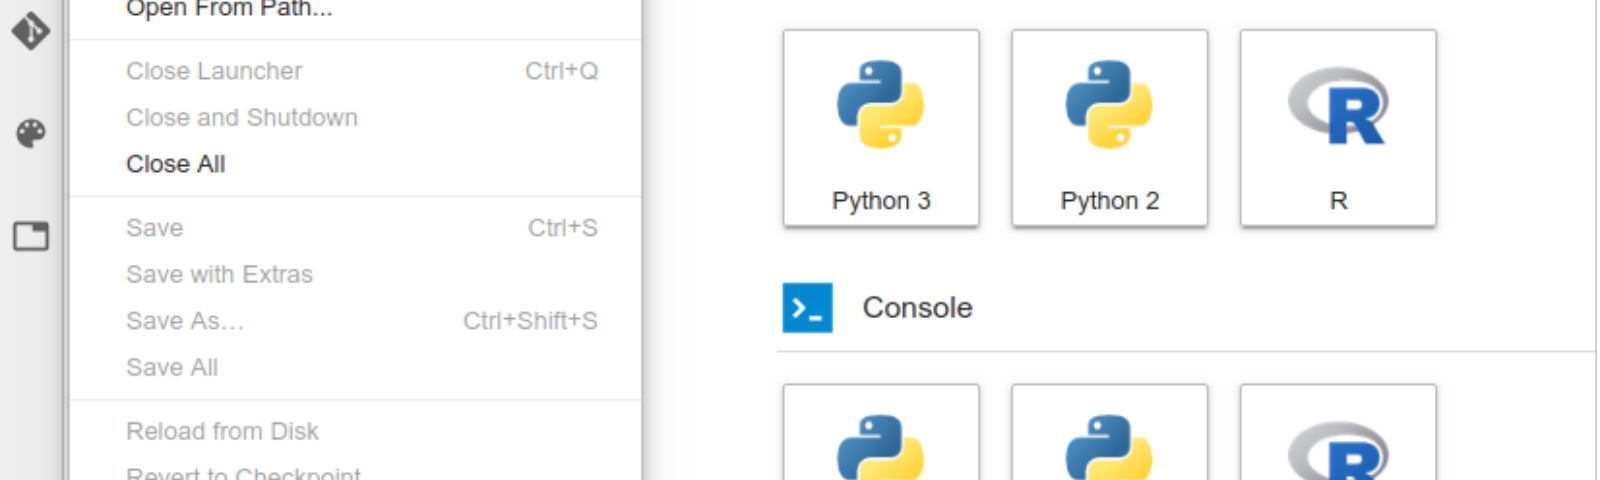 Open From Path...
Close Launcher Ctrl+Q
Close and Shutdown
Close All
Save Ctrl+S
Save with Extras
Save As... Ctrl+Shift+S
Save All
Reload from Disk
Revert to Checkpoint
Python 3
Python 2
R
Console